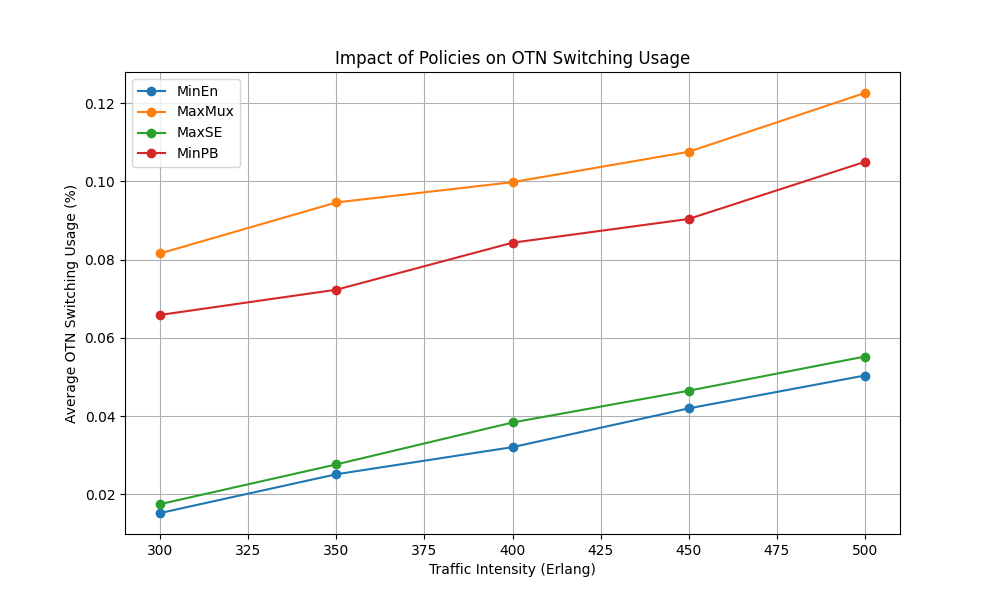 Impact of Policies on OTN Switching Usage
MinEn
MaxMux
MaxSE
MinPB
Average OTN Switching Usage (%)
0.12
0.10
0.08
0.06
0.04
0.02
300 325 350 375 400 425 450 475 500
Traffic Intensity (Erlang)